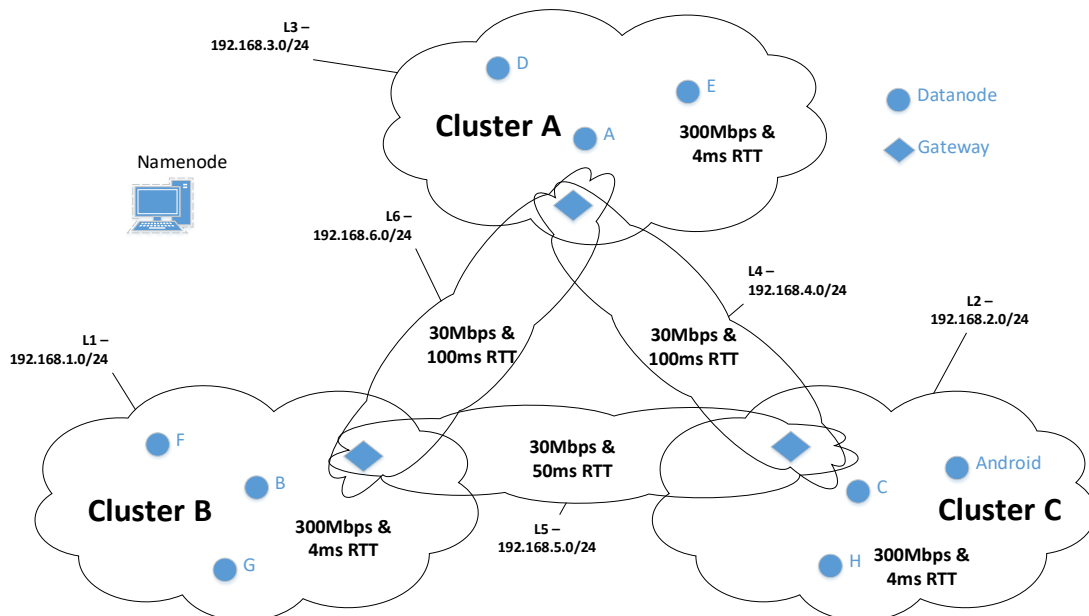 L3 –
192.168.3.0/24
D
E
Cluster A
A
300Mbps &
4ms RTT
Datanode
Gateway
Namenode
L6 –
192.168.6.0/24
L4 –
192.168.4.0/24
L2 –
192.168.2.0/24
L1 –
192.168.1.0/24
30Mbps &
100ms RTT
30Mbps &
100ms RTT
F
B
Cluster B
300Mbps &
4ms RTT
G
30Mbps &
50ms RTT
L5 –
192.168.5.0/24
Android
C
Cluster C
H
300Mbps &
4ms RTT